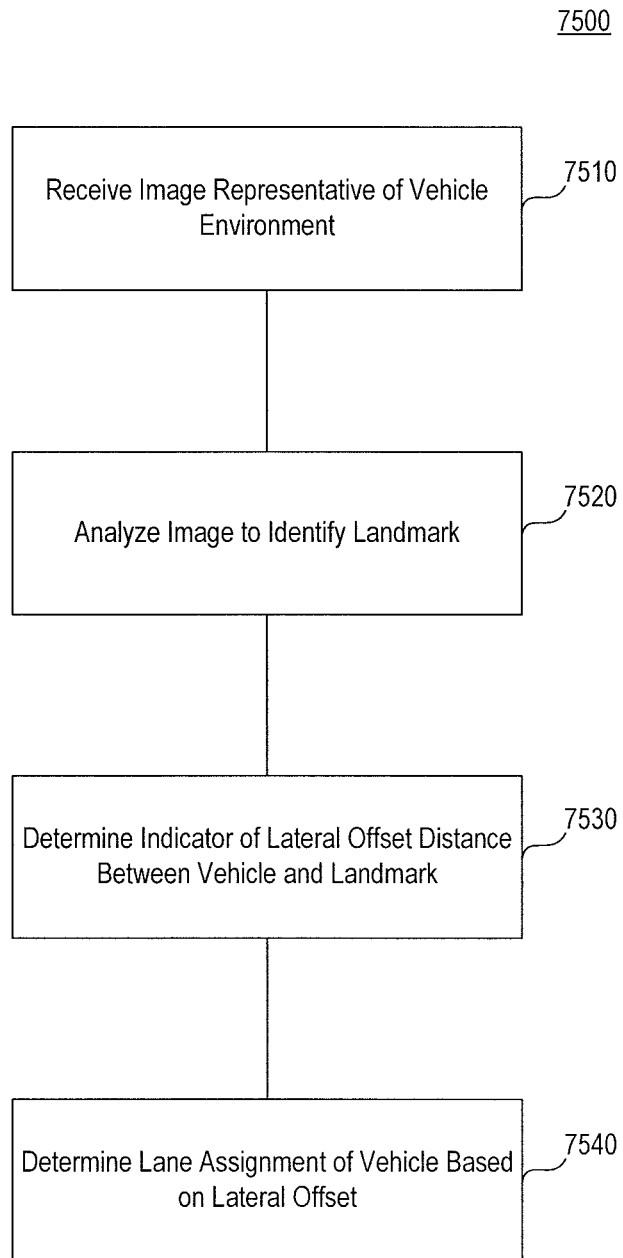 7500
Receive Image Representative of Vehicle
Environment
7510
Analyze Image to Identify Landmark
7520
Determine Indicator of Lateral Offset Distance
Between Vehicle and Landmark
7530
Determine Lane Assignment of Vehicle Based
on Lateral Offset
7540